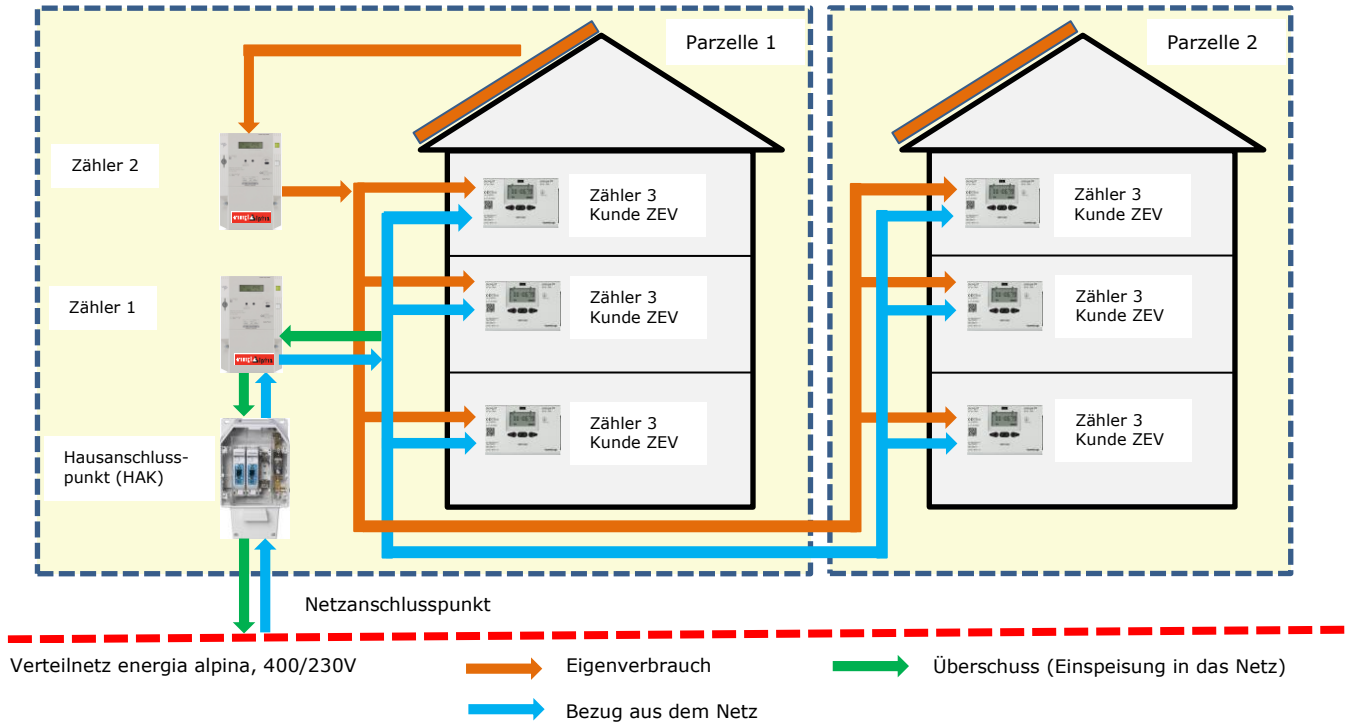 Parzelle 1
Parzelle 2
Zähler 2
Zähler 3
Kunde ZEV
Zähler 3
Kunde ZEV
Zähler 1
Zähler 3
Kunde ZEV
Zähler 3
Kunde ZEV
Zähler 3
Kunde ZEV
Zähler 3
Kunde ZEV
Hausanschluss-
punkt (HAK)
Netzanschlusspunkt
Verteilnetz energia alpina, 400/230V
Eigenverbrauch
Überschuss (Einspeisung in das Netz)
Bezug aus dem Netz